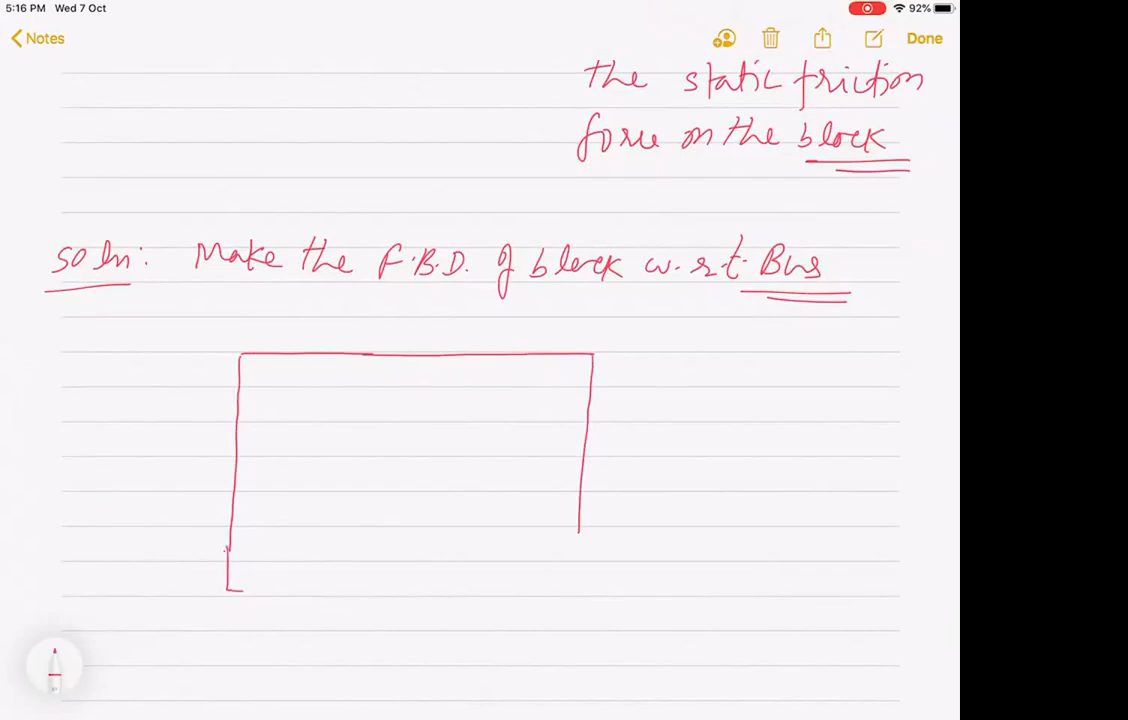 5:16 PM Wed 7 Oct
92%
Notes
Done
the static friction
force on the block
soln: Make the F.B.D. of block w.r.t. Bus